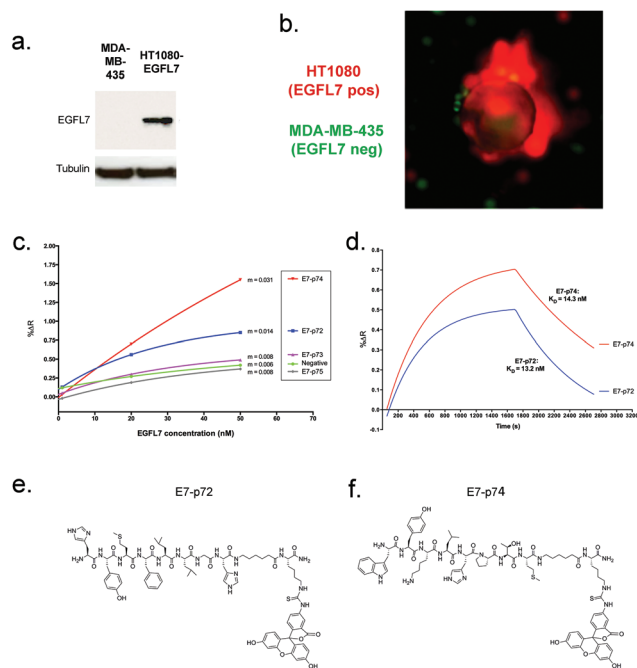 a.
MDA-
MB-
435
HT1080-
EGFL7
EGFL7
Tubulin
b.
HT1080
(EGFL7 pos)
MDA-MB-435
(EGFL7 neg)
c.
%ΔR
2.00
1.75
1.50
1.25
1.00
0.75
0.50
0.25
0.00
0
10
20
30
40
50
60
70
EGFL7 concentration (nM)
m = 0.031
m = 0.014
m = 0.008
m = 0.006
m = 0.008
E7-p74
E7-p72
E7-p73
Negative
E7-p75
d.
%ΔR
0.8
0.7
0.6
0.5
0.4
0.3
0.2
0.1
-0.0
-0.1
200 400 600 800 1000 1200 1400 1600 1800 2000 2200 2400 2600 2800 3000 3200
Time (s)
E7-p74:
KD = 14.3 nM
E7-p72:
KD = 13.2 nM
E7-p74
E7-p72
e.
E7-p72
f.
E7-p74